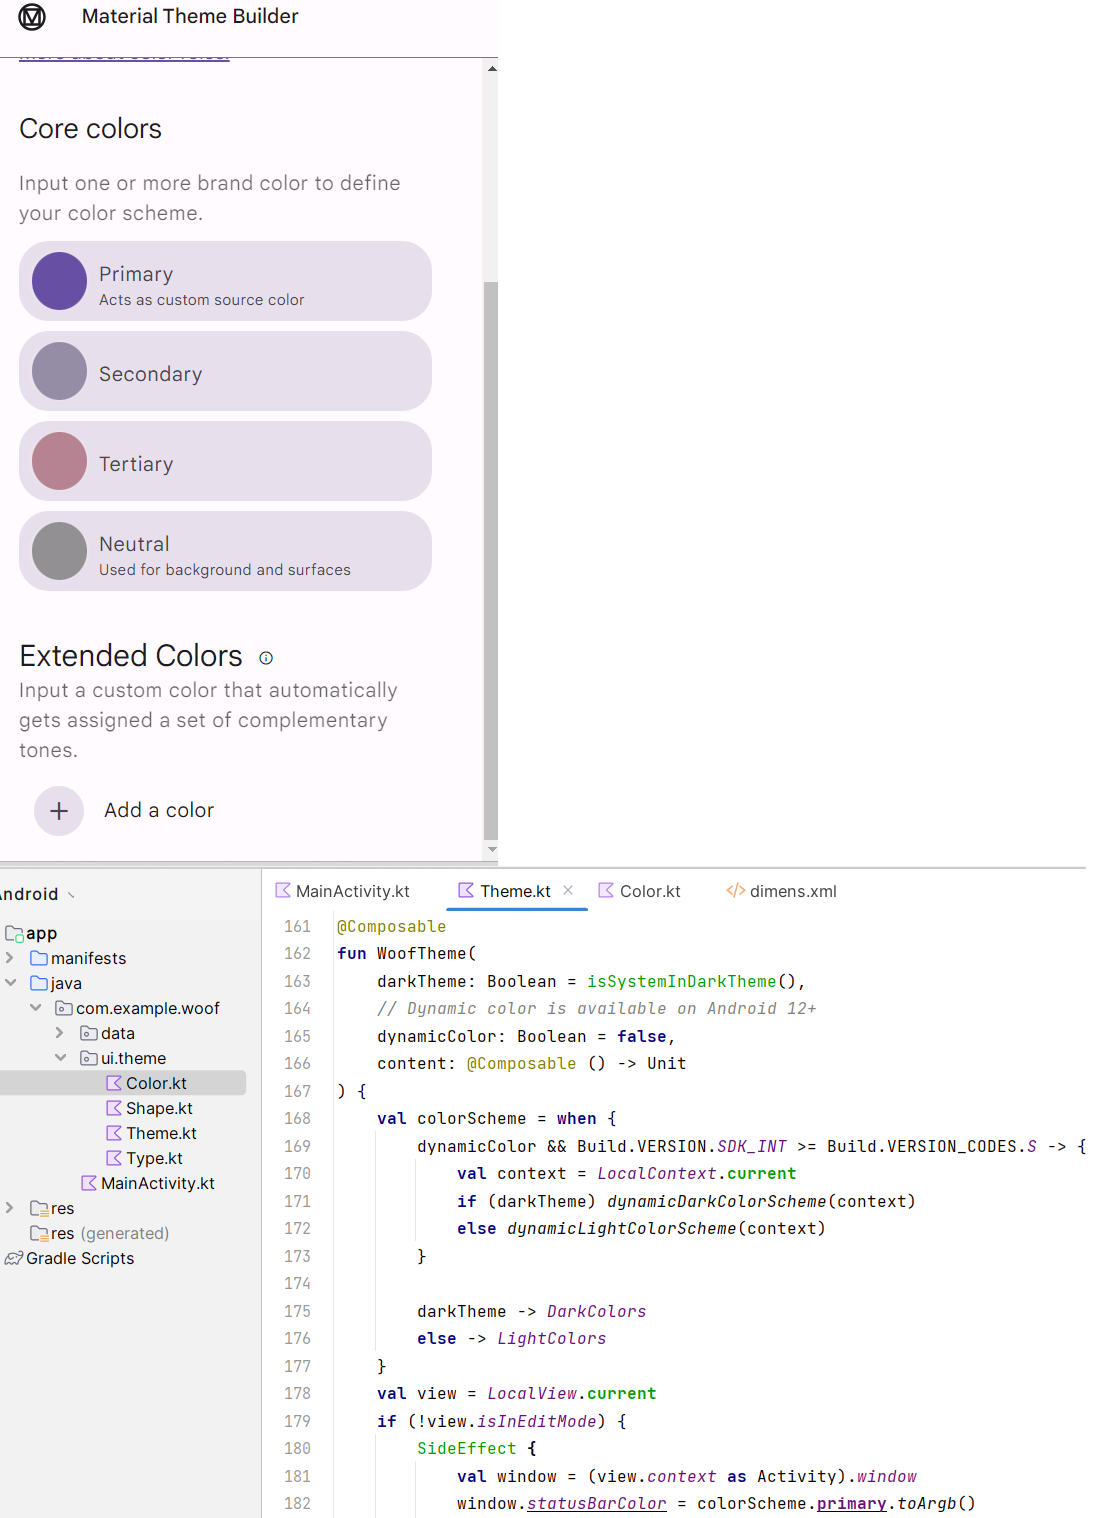 Material Theme Builder
more about color roles.
Core colors
Input one or more brand color to define
your color scheme.
Primary
Acts as custom source color
Secondary
Tertiary
Neutral
Used for background and surfaces
Extended Colors
Input a custom color that automatically
gets assigned a set of complementary
tones.
+ Add a color
Android
app
manifests
java
com.example.woof
data
ui.theme
Color.kt
Shape.kt
Theme.kt
Type.kt
MainActivity.kt
res
res (generated)
Gradle Scripts
MainActivity.kt Theme.kt × Color.kt </> dimens.xml
161 @Composable
162 fun WoofTheme(
163 darkTheme: Boolean = isSystemInDarkTheme(),
164 // Dynamic color is available on Android 12+
165 dynamicColor: Boolean = false,
166 content: @Composable () -> Unit
167 ) {
168 val colorScheme = when {
169 dynamicColor && Build.VERSION.SDK_INT >= Build.VERSION_CODES.S -> {
170 val context = LocalContext.current
171 if (darkTheme) dynamicDarkColorScheme(context)
172 else dynamicLightColorScheme(context)
173 }
174
175 darkTheme -> DarkColors
176 else -> LightColors
177 }
178 val view = LocalView.current
179 if (!view.isInEditMode) {
180 SideEffect {
181 val window = (view.context as Activity).window
182 window.statusBarColor = colorScheme.primary.toArgb()